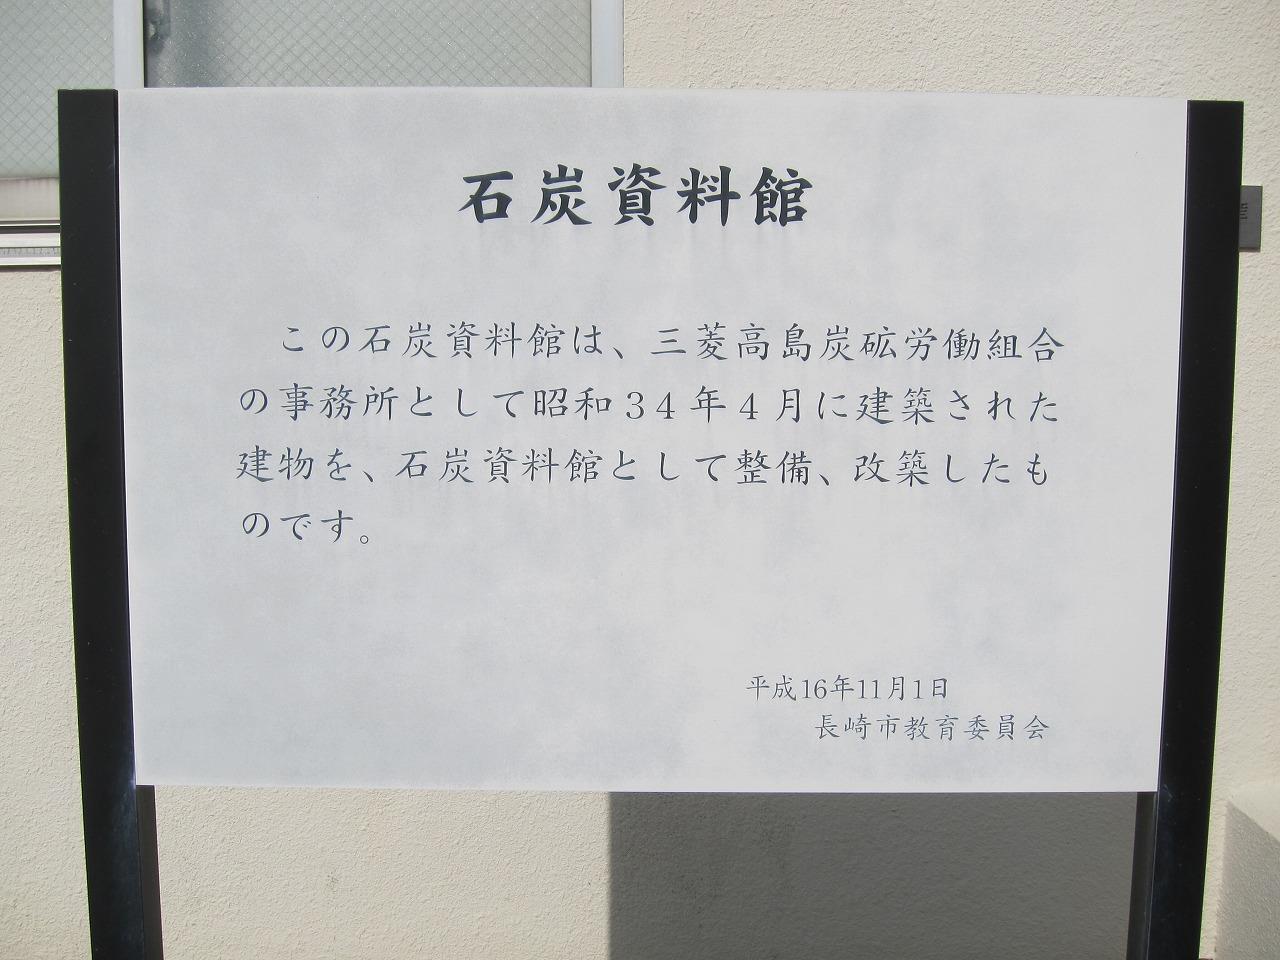 石炭資料館
この石炭資料館は、三菱高島炭砿労働組合
の事務所として昭和34年4月に建築された
建物を、石炭資料館として整備、改築したも
のです。
平成16年11月1日
長崎市教育委員会